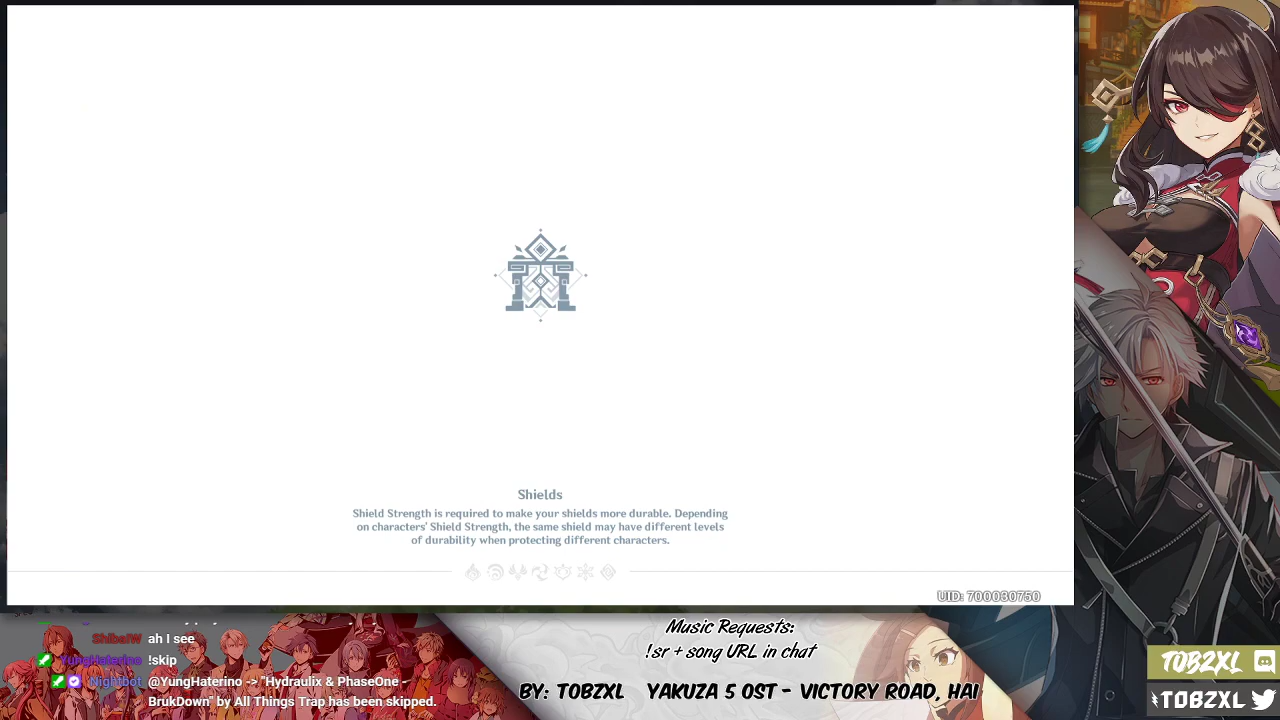 Shields
Shield Strength is required to make your shields more durable. Depending
on characters' Shield Strength, the same shield may have different levels
of durability when protecting different characters.
UID: 700030750
ShibeIW ah I see
YungHaterino !skip
Nightbot @YungHaterino -> "Hydraulix & PhaseOne -
BrukDown" by All Things Trap has been skipped.
Music Requests:
!sr + song URL in chat
BY: TOBZXL YAKUZA 5 OST - VICTORY ROAD, HAI
TOBZXL
TOBZXL